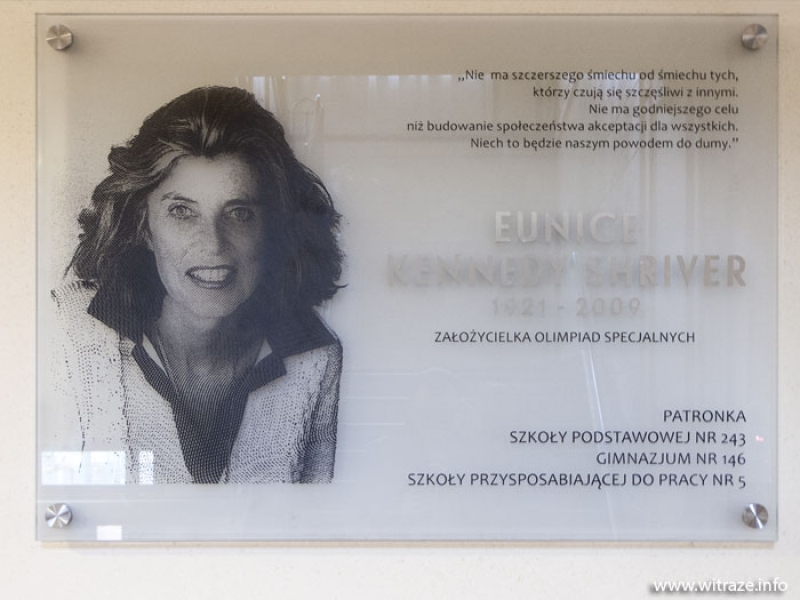 „Nie ma szczerszego śmiechu od śmiechu tych,
którzy czują się szczęśliwi z innymi.
Nie ma godniejszego celu
niż budowanie społeczeństwa akceptacji dla wszystkich.
Niech to będzie naszym powodem do dumy.”
EUNICE
KENNEDY SHRIVER
1921 - 2009
ZAŁOŻYCIELKA OLIMPIAD SPECJALNYCH
PATRONKA
SZKOŁY PODSTAWOWEJ NR 243
GIMNAZJUM NR 146
SZKOŁY PRZYSPOSABIAJĄCEJ DO PRACY NR 5
www.witraze.info